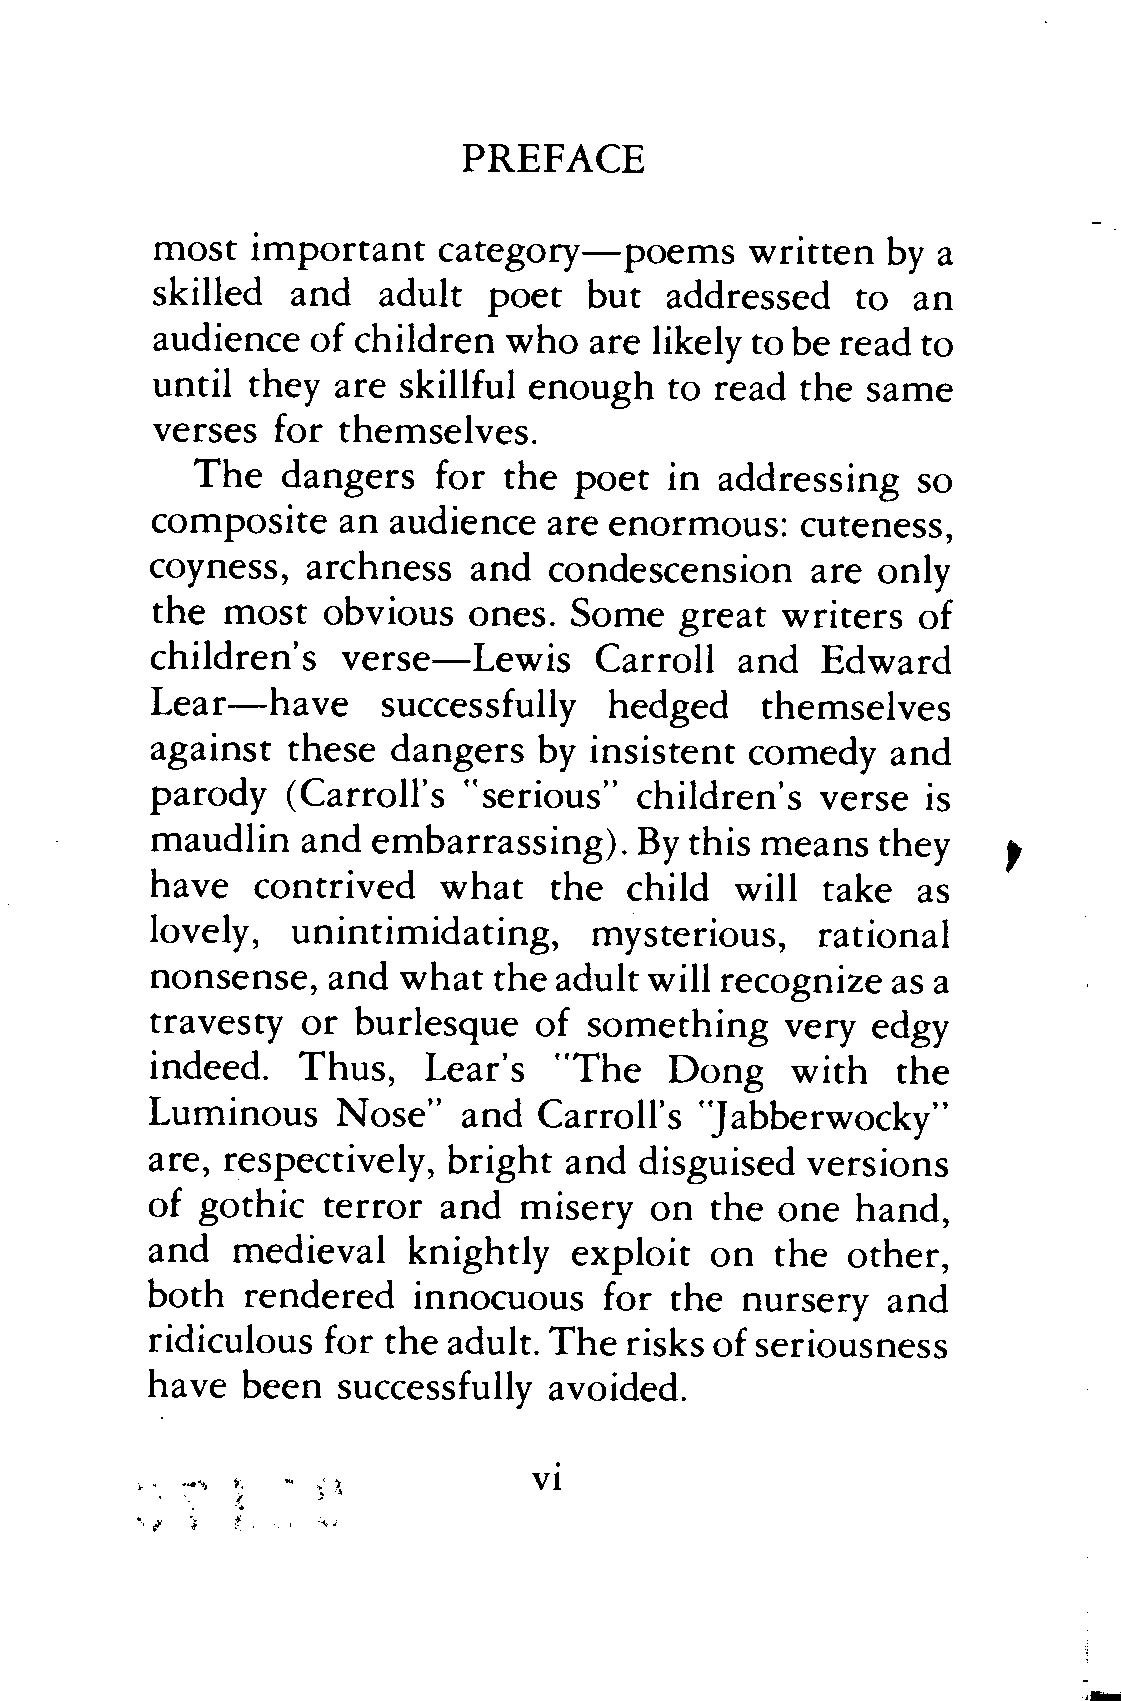 PREFACE
most important category—poems written by a
skilled and adult poet but addressed to an
audience of children who are likely to be read to
until they are skillful enough to read the same
verses for themselves.
The dangers for the poet in addressing so
composite an audience are enormous: cuteness,
coyness, archness and condescension are only
the most obvious ones. Some great writers of
children's verse—Lewis Carroll and Edward
Lear—have successfully hedged themselves
against these dangers by insistent comedy and
parody (Carroll's "serious" children's verse is
maudlin and embarrassing). By this means they
have contrived what the child will take as
lovely, unintimidating, mysterious, rational
nonsense, and what the adult will recognize as a
travesty or burlesque of something very edgy
indeed. Thus, Lear's "The Dong with the
Luminous Nose" and Carroll's "Jabberwocky"
are, respectively, bright and disguised versions
of gothic terror and misery on the one hand,
and medieval knightly exploit on the other,
both rendered innocuous for the nursery and
ridiculous for the adult. The risks of seriousness
have been successfully avoided.
vi